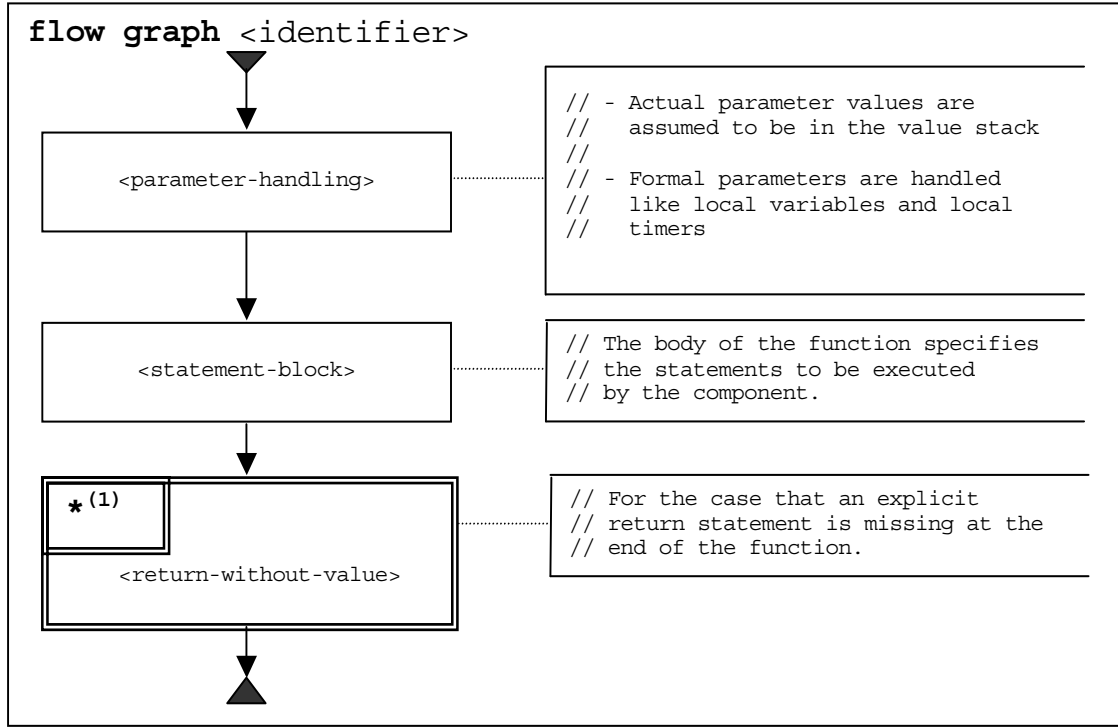 flow graph <identifier>
// - Actual parameter values are
//   assumed to be in the value stack
//
// - Formal parameters are handled
//   like local variables and local
//   timers
<parameter-handling>
// The body of the function specifies
// the statements to be executed
// by the component.
<statement-block>
*(1)
<return-without-value>
// For the case that an explicit
// return statement is missing at the
// end of the function.